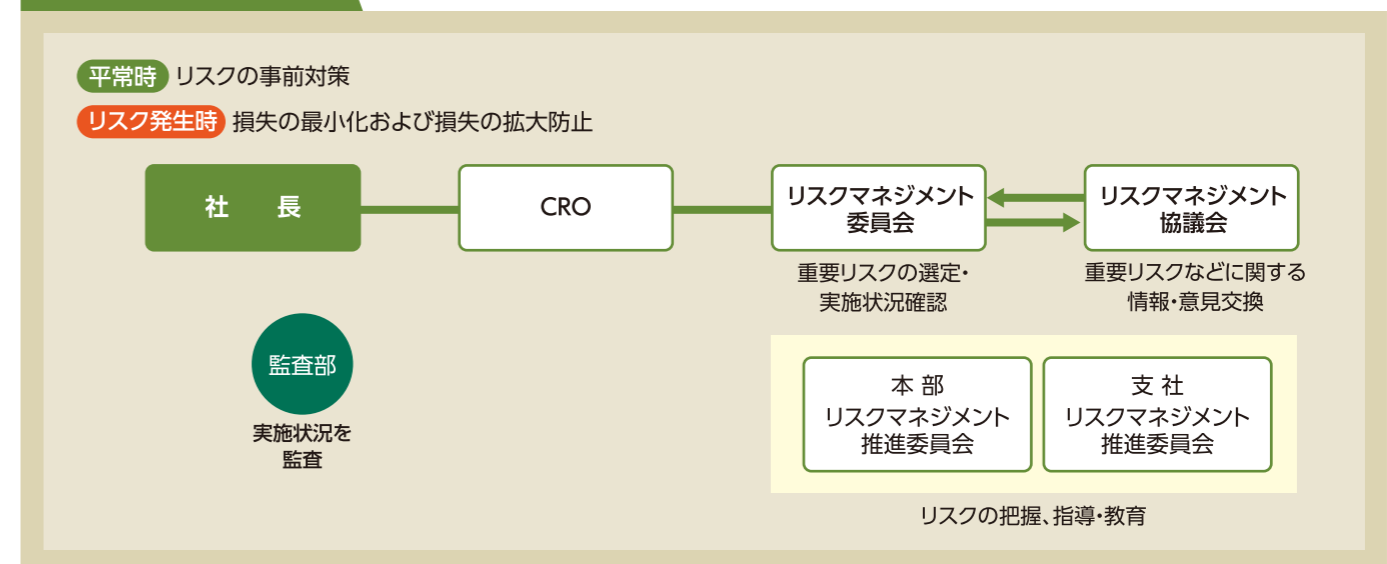 平常時 リスクの事前対策
リスク発生時 損失の最小化および損失の拡大防止
社 長
CRO
リスクマネジメント
委員会
リスクマネジメント
協議会
重要リスクの選定・
実施状況確認
重要リスクなどに関する
情報・意見交換
監査部
実施状況を
監査
本 部
リスクマネジメント
推進委員会
支 社
リスクマネジメント
推進委員会
リスクの把握、指導・教育